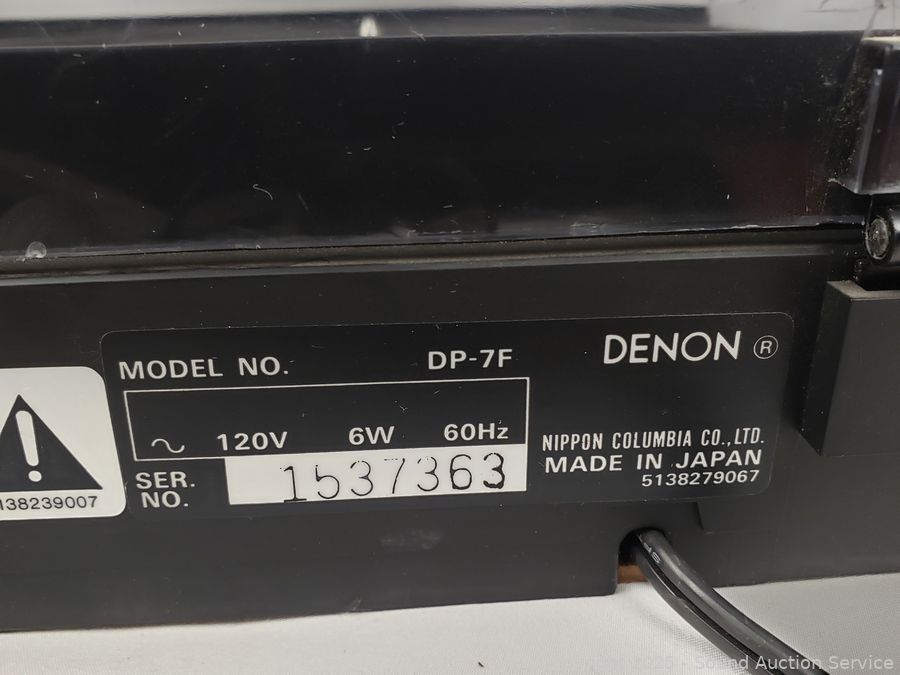 MODEL NO. DP-7F
DENON ®
~ 120V 6W 60Hz
SER. NO. 1537363
NIPPON COLUMBIA CO.,LTD.
MADE IN JAPAN
5138279067
!
138239007
Sound Auction Service